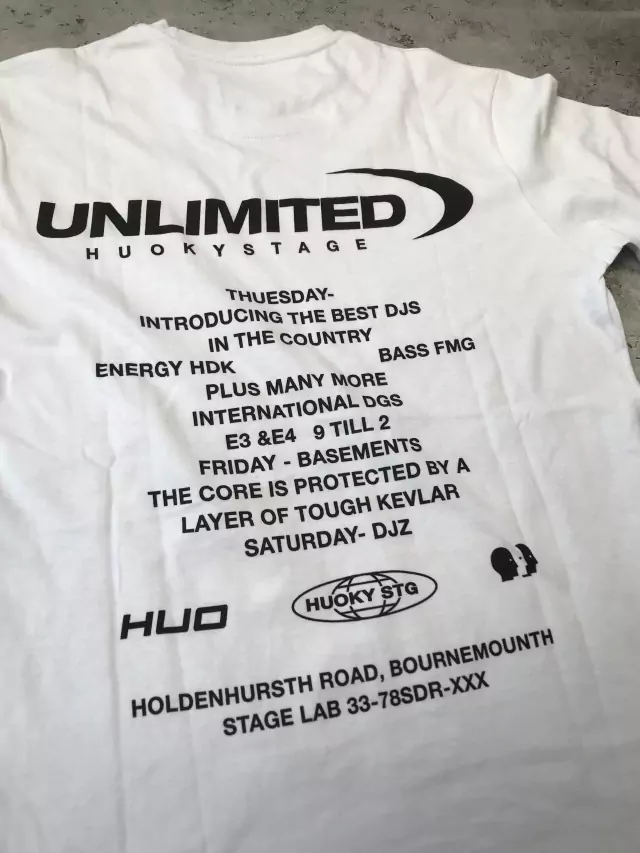 UNLIMITED
HUOKYSTAGE
THUESDAY-
INTRODUCING THE BEST DJS
IN THE COUNTRY
ENERGY HDK BASS FMG
PLUS MANY MORE
INTERNATIONAL DGS
E3 &E4 9 TILL 2
FRIDAY - BASEMENTS
THE CORE IS PROTECTED BY A
LAYER OF TOUGH KEVLAR
SATURDAY- DJZ
HUO
HUOKY STG
HOLDENHURSTH ROAD, BOURNEMOUNTH
STAGE LAB 33-78SDR-XXX